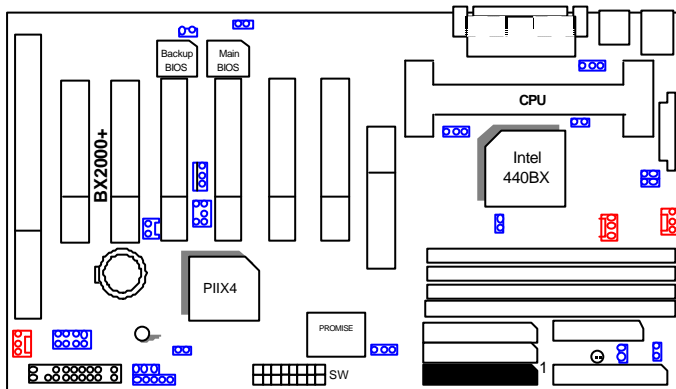 Backup
BIOS
Main
BIOS
CPU
BX2000+
Intel
440BX
PIIX4
PROMISE
SW
1